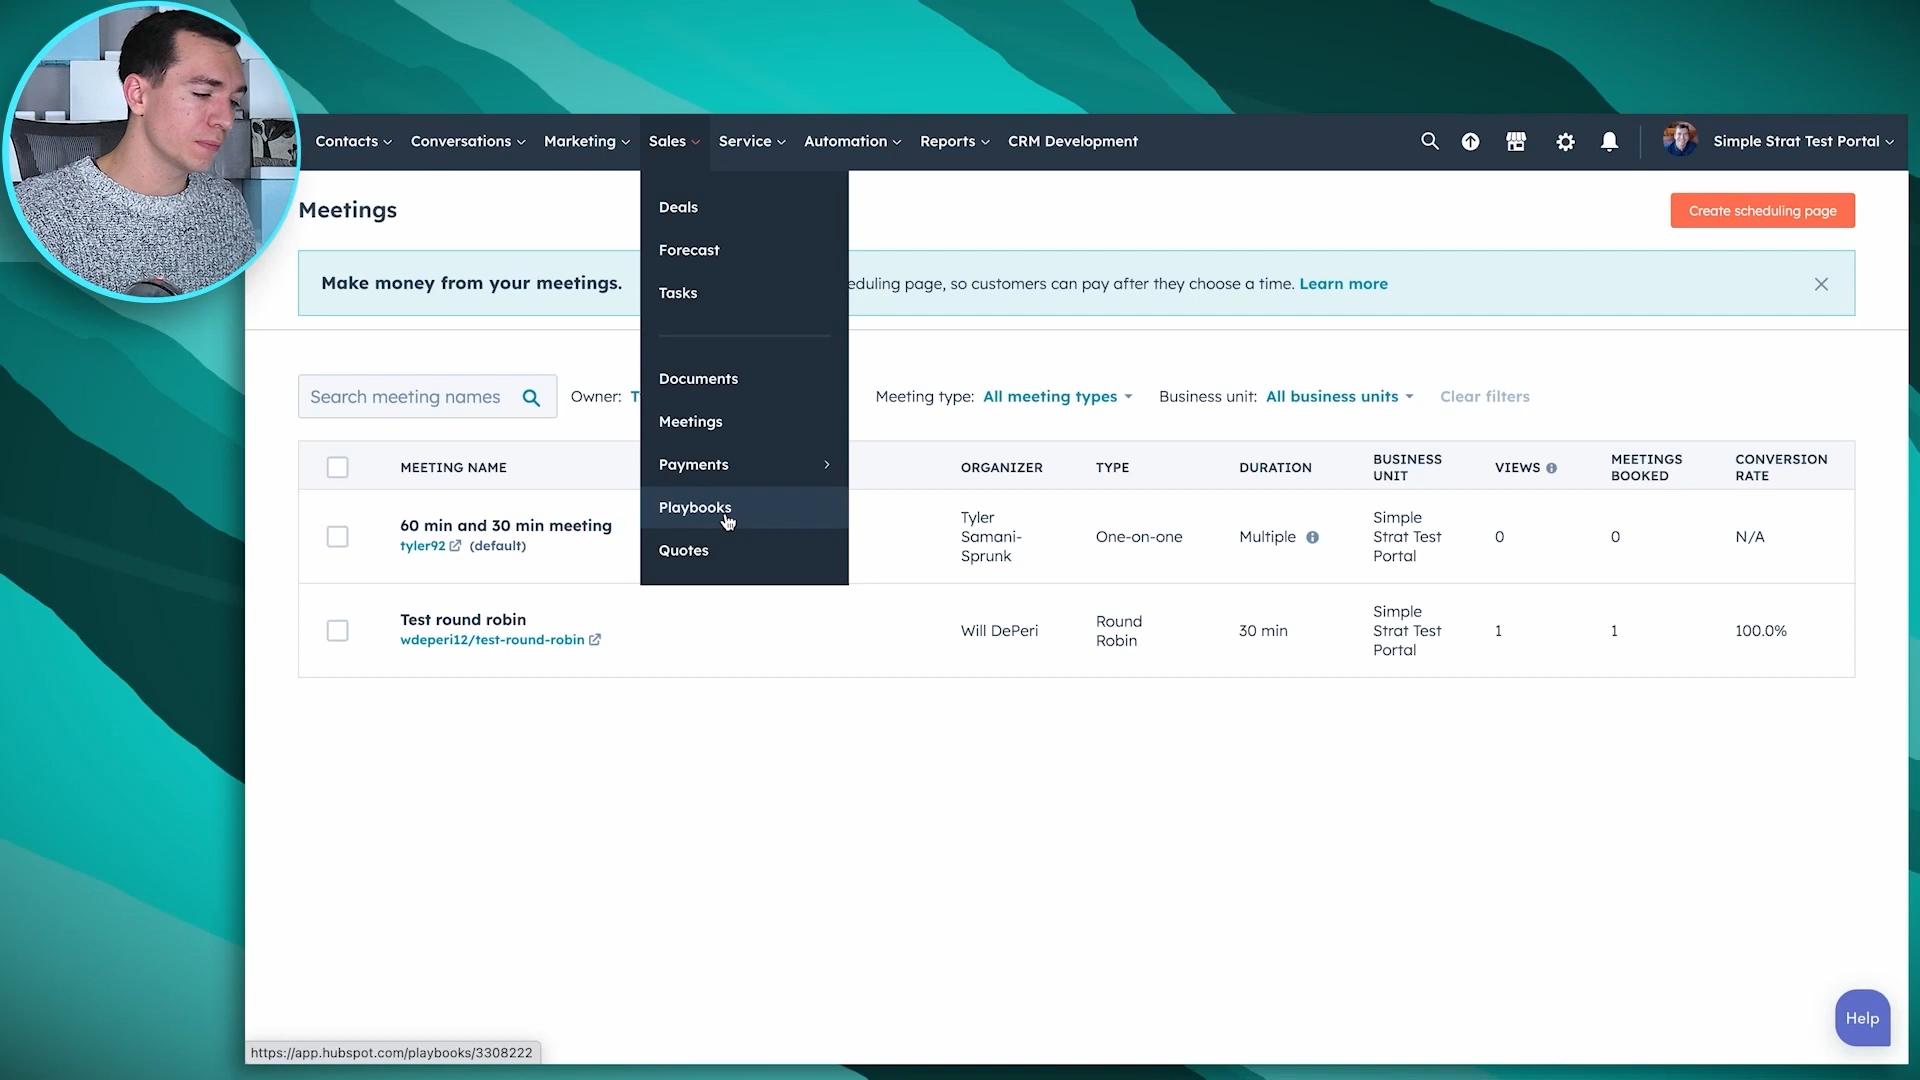 Contacts
Conversations
Marketing
Sales
Service
Automation
Reports
CRM Development
Simple Strat Test Portal
Meetings
Create scheduling page
Make money from your meetings.
eduling page, so customers can pay after they choose a time. Learn more
Deals
Forecast
Tasks
Documents
Meetings
Payments
Playbooks
Quotes
Search meeting names
Owner: T
Meeting type: All meeting types
Business unit: All business units
Clear filters
MEETING NAME
ORGANIZER
TYPE
DURATION
BUSINESS
UNIT
VIEWS
MEETINGS
BOOKED
CONVERSION
RATE
60 min and 30 min meeting
tyler92 (default)
Tyler
Samani-
Sprunk
One-on-one
Multiple
Simple
Strat Test
Portal
0
0
N/A
Test round robin
wdeperi12/test-round-robin
Will DePeri
Round
Robin
30 min
Simple
Strat Test
Portal
1
1
100.0%
Help
https://app.hubspot.com/playbooks/3308222